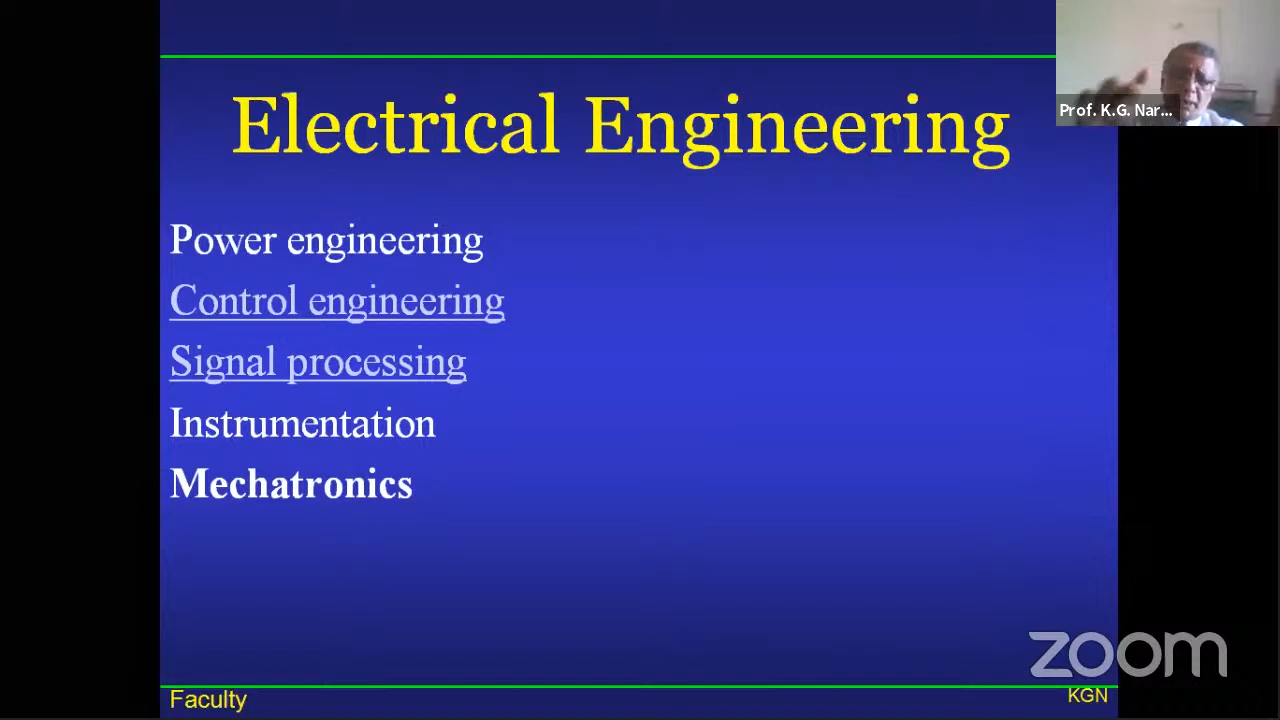 Electrical Engineering
Prof. K.G. Nar...
Power engineering
Control engineering
Signal processing
Instrumentation
Mechatronics
zoom
Faculty
KGN